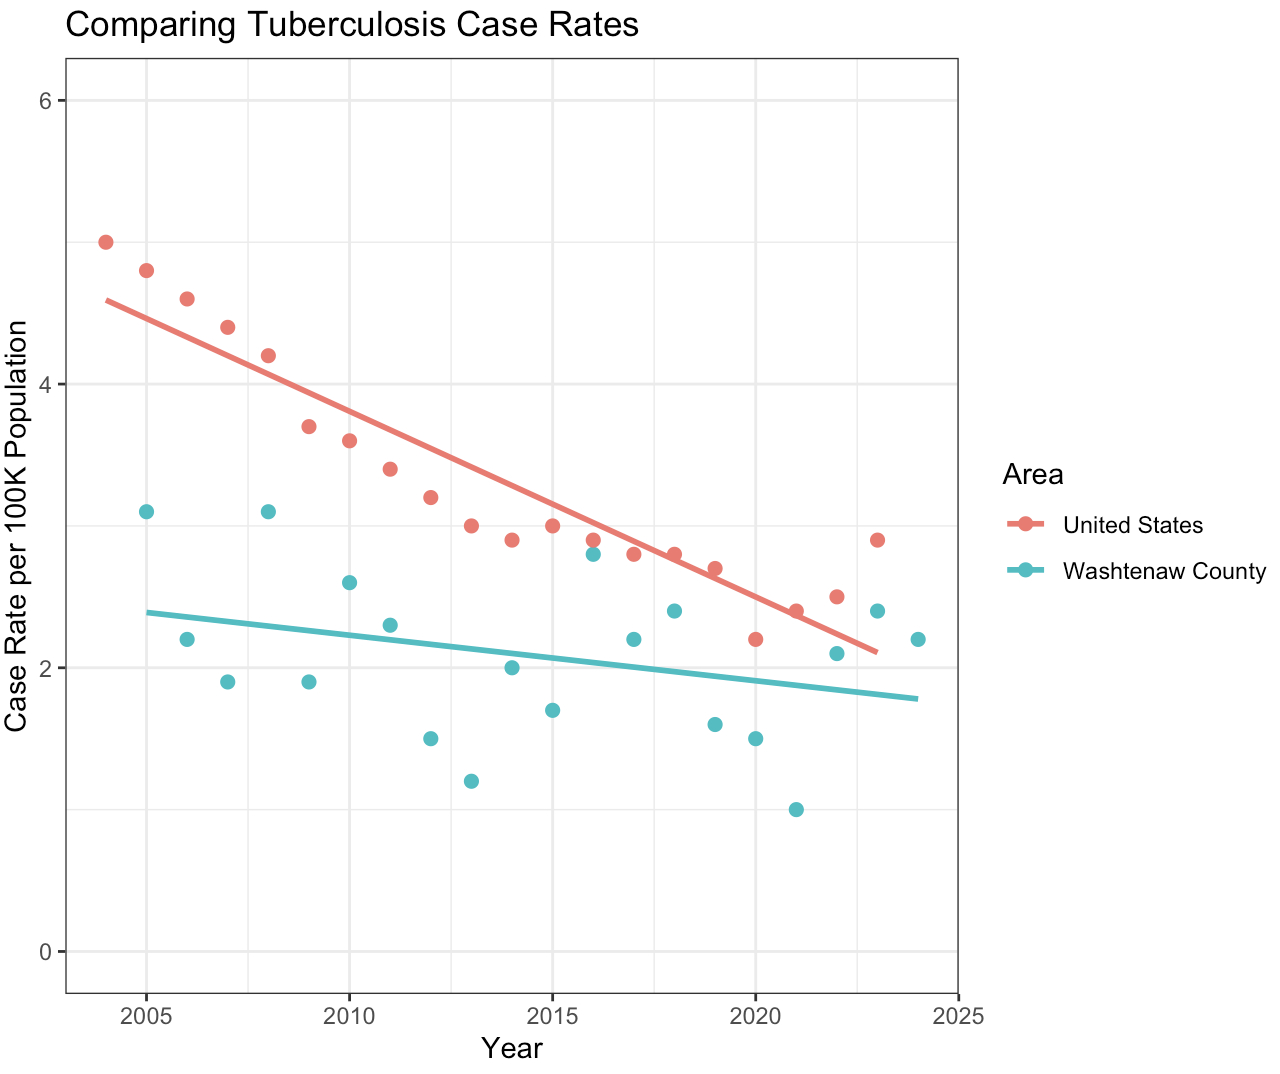 Comparing Tuberculosis Case Rates
Case Rate per 100K Population
6
4
2
0
2005 2010 2015 2020 2025
Year
Area
United States
Washtenaw County